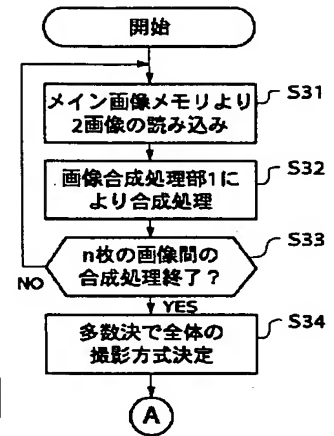 開始
メイン画像メモリより
2画像の読み込み
S31
画像合成処理部1に
より合成処理
S32
n枚の画像間の
合成処理終了?
S33
NO
YES
多数決で全体の
撮影方式決定
S34
A